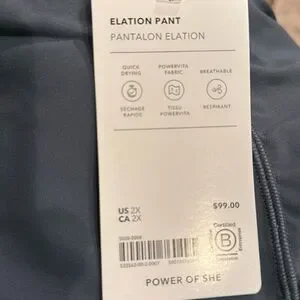 ELATION PANT
PANTALON ELATION
QUICK DRYING
POWERVITA FABRIC
BREATHABLE
SÉCHAGE RAPIDE
TISSU POWERVITA
RESPIRANT
US 2X
CA 2X
$99.00
Certified
B
Corporation
POWER OF SHE